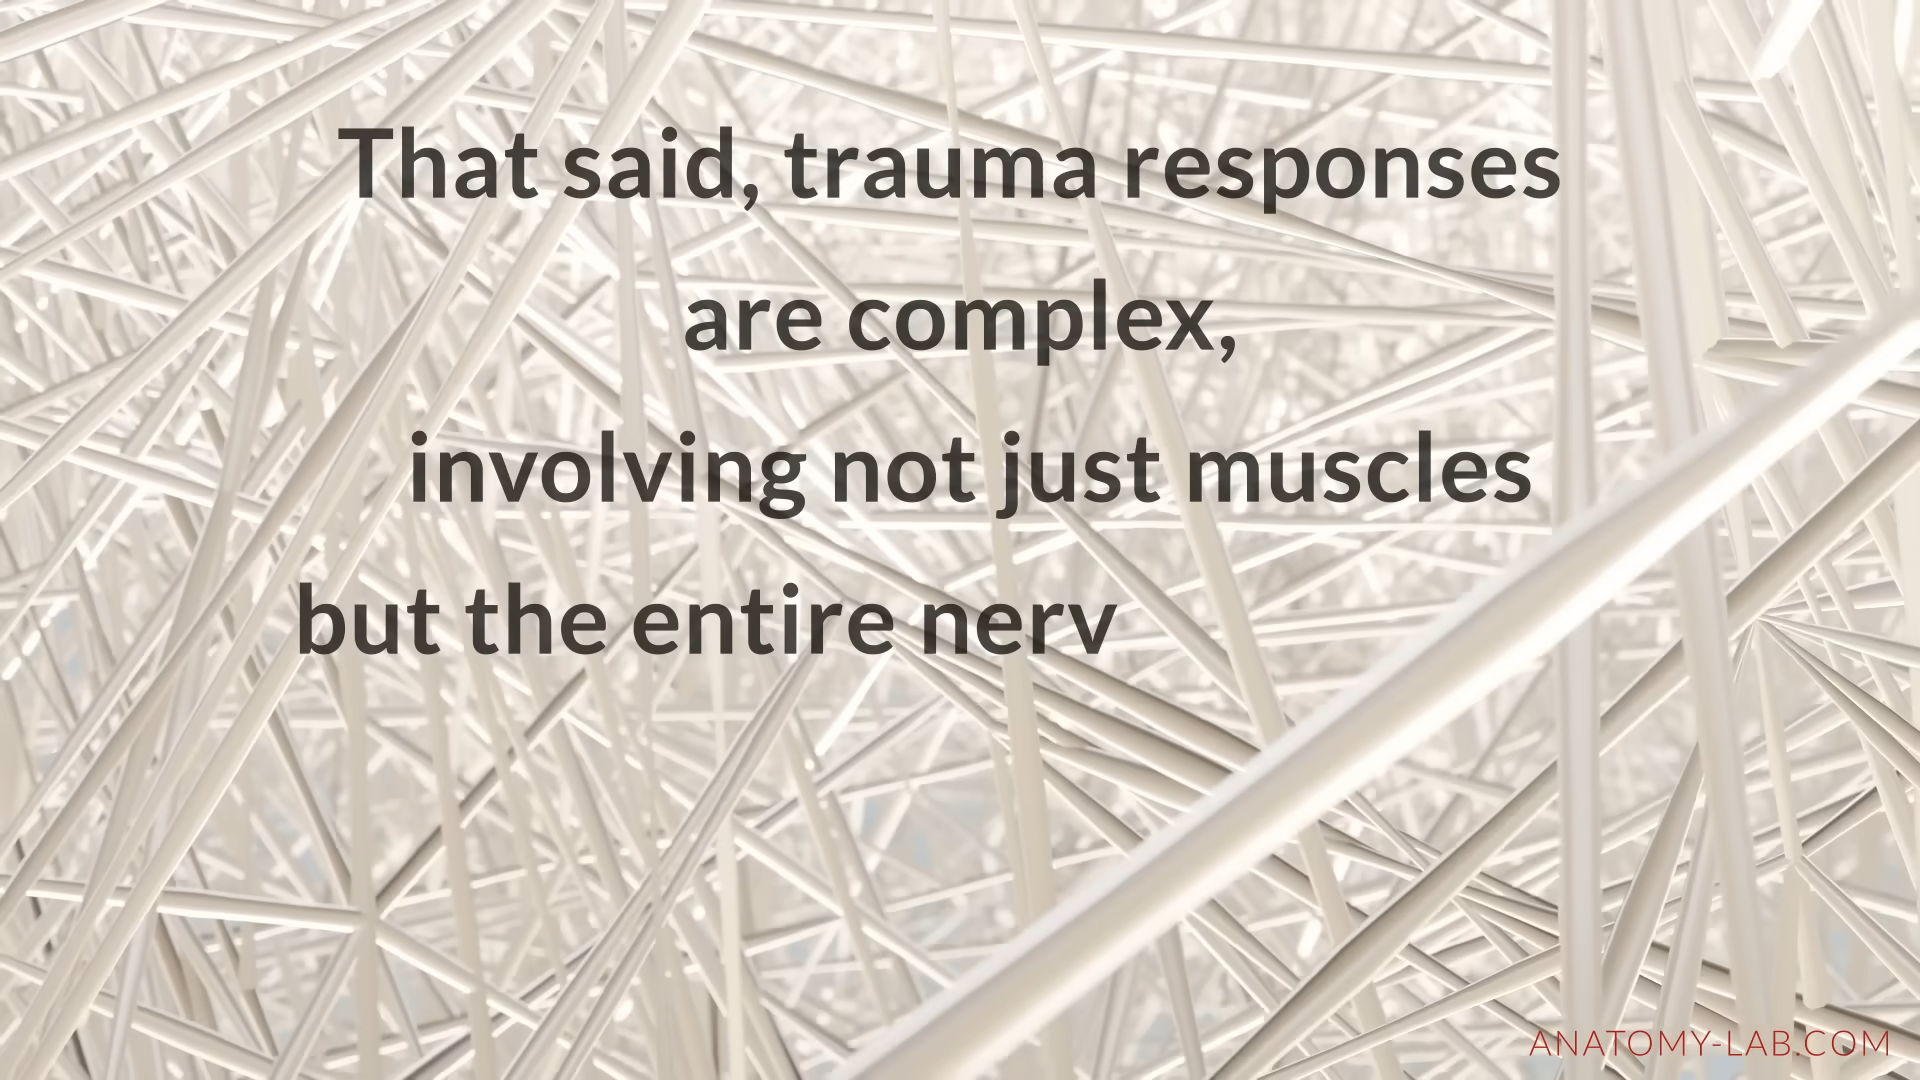 That said, trauma responses
are complex,
involving not just muscles
but the entire nerv
ANATOMY-LAB.COM